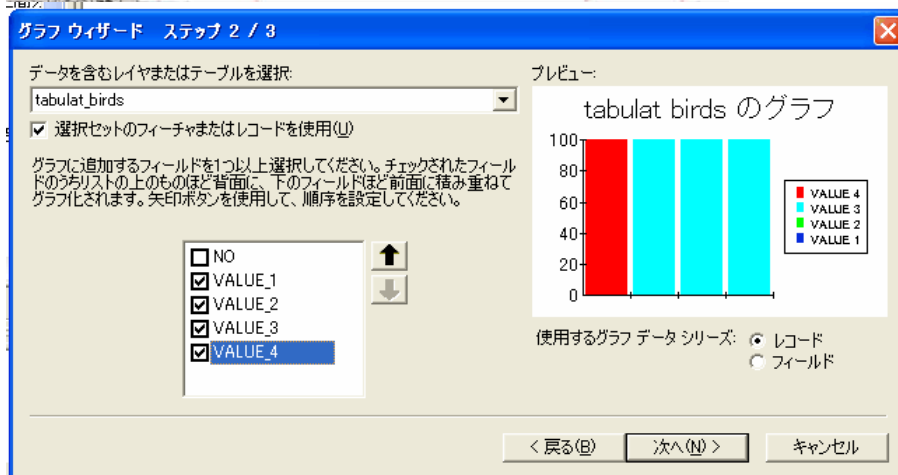 グラフ ウィザード　ステップ 2 / 3
データを含むレイヤまたはテーブルを選択:
tabulat_birds
選択セットのフィーチャまたはレコードを使用(U)
グラフに追加するフィールドを1つ以上選択してください。チェックされたフィール
ドのうちリストの上のものほど背面に、下のフィールドほど前面に積み重ねて
グラフ化されます。矢印ボタンを使用して、順序を設定してください。
NO
VALUE_1
VALUE_2
VALUE_3
VALUE_4
プレビュー:
tabulat birds のグラフ
100
80
60
40
20
0
VALUE 4
VALUE 3
VALUE 2
VALUE 1
使用するグラフ データ シリーズ:
レコード
フィールド
< 戻る(B)
次へ(N) >
キャンセル